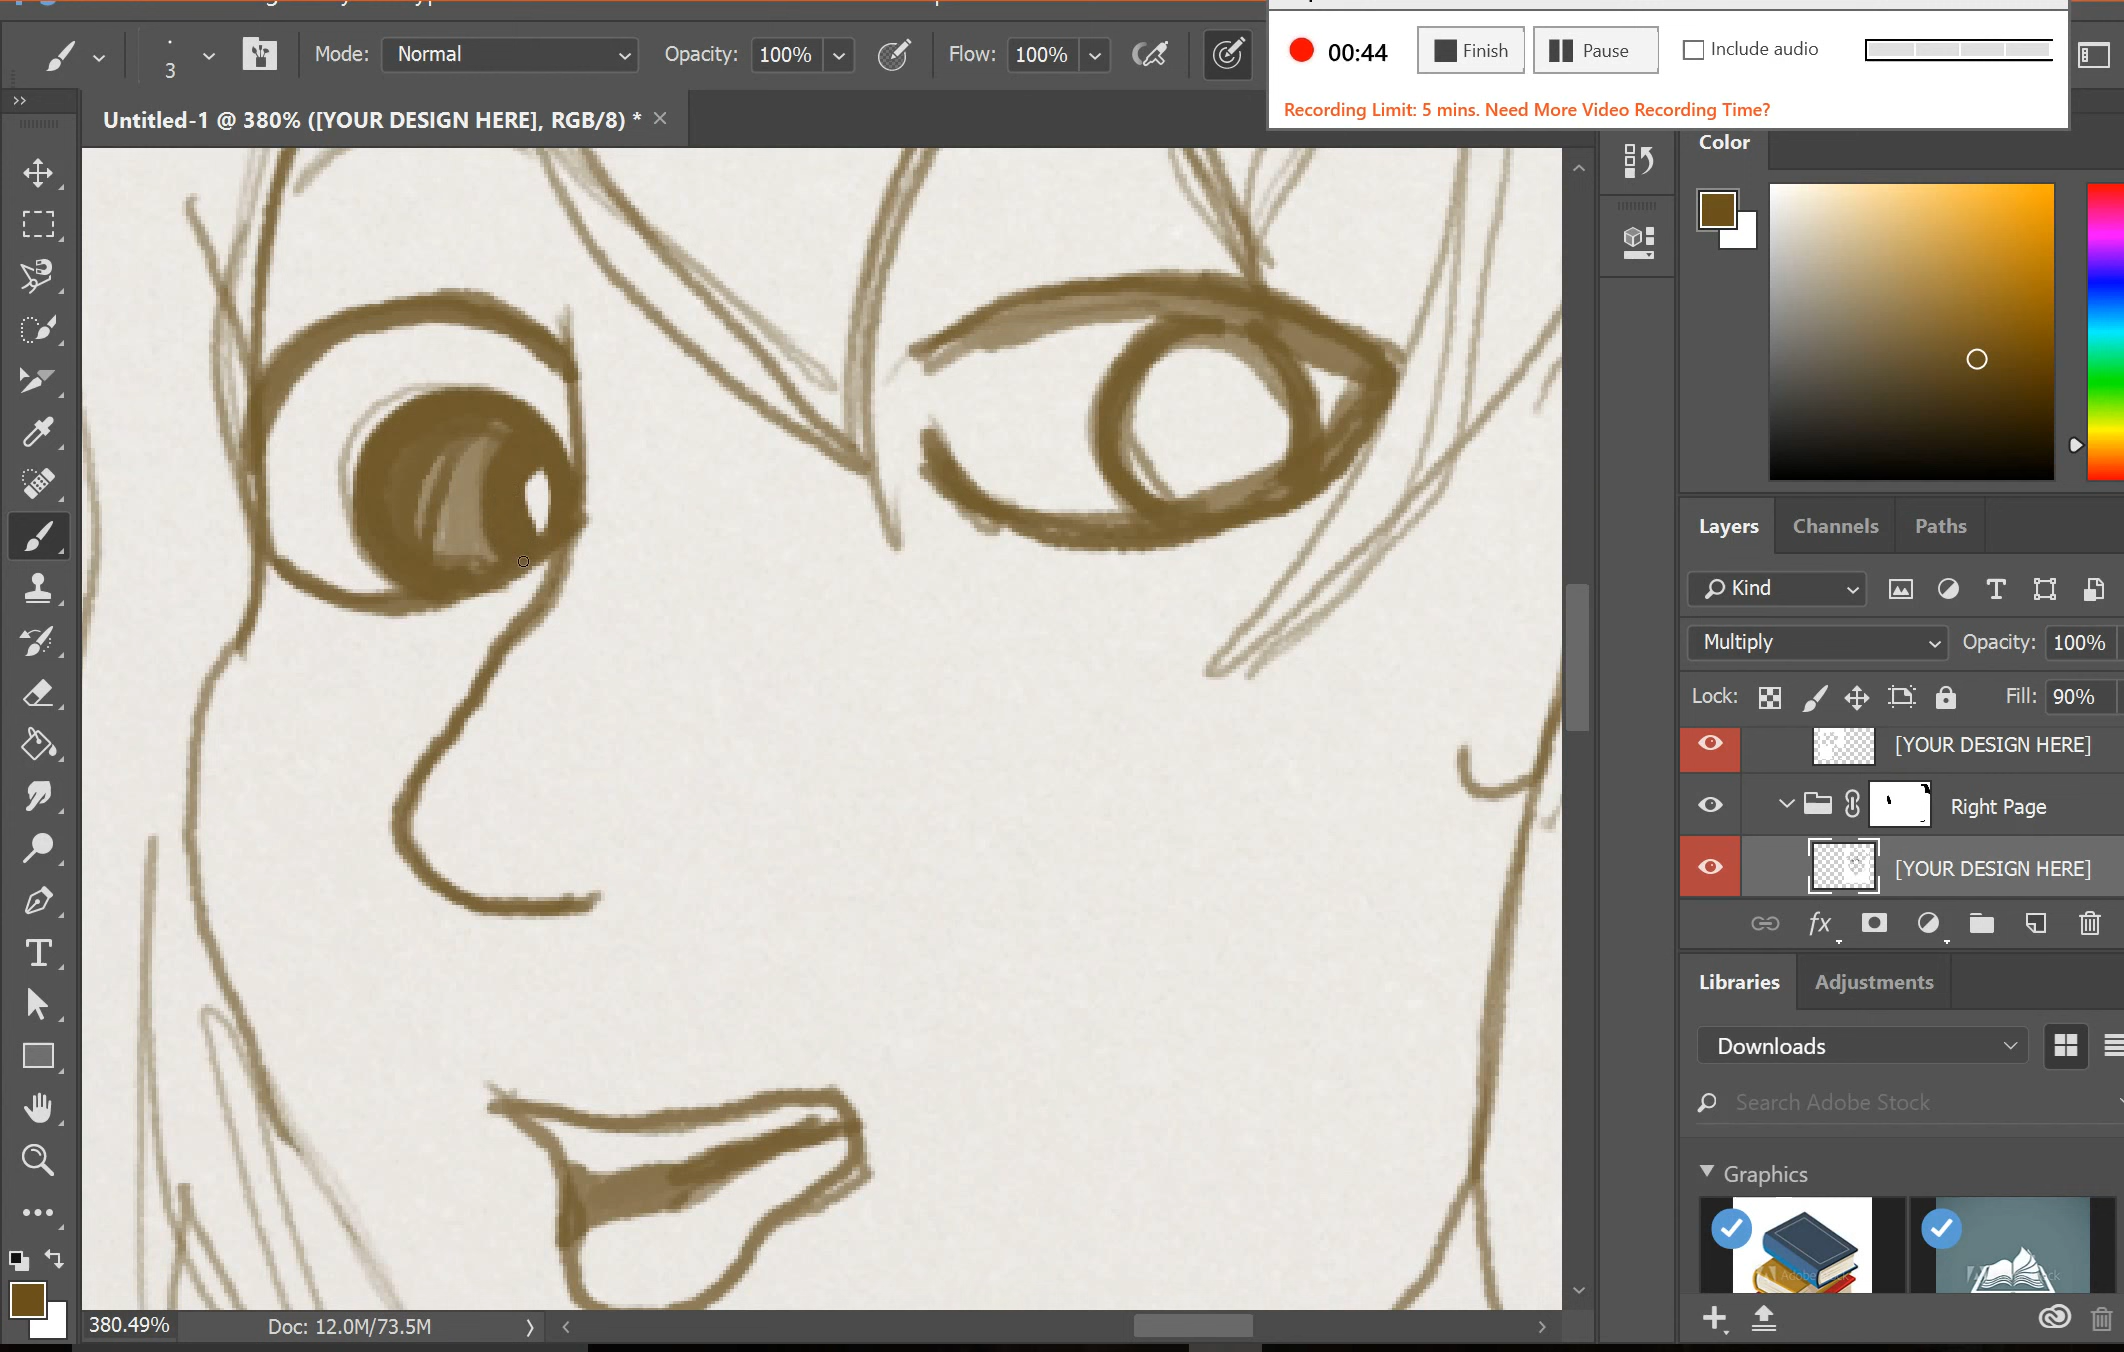 3
Mode: Normal Opacity: 100% Flow: 100%
00:44 Finish Pause Include audio
Recording Limit: 5 mins. Need More Video Recording Time?
Untitled-1 @ 380% ([YOUR DESIGN HERE], RGB/8) *
Color
Layers Channels Paths
Kind
Multiply Opacity: 100%
Lock: Fill: 90%
[YOUR DESIGN HERE]
Right Page
[YOUR DESIGN HERE]
fx
Libraries Adjustments
Downloads
Search Adobe Stock
Graphics
380.49% Doc: 12.0M/73.5M